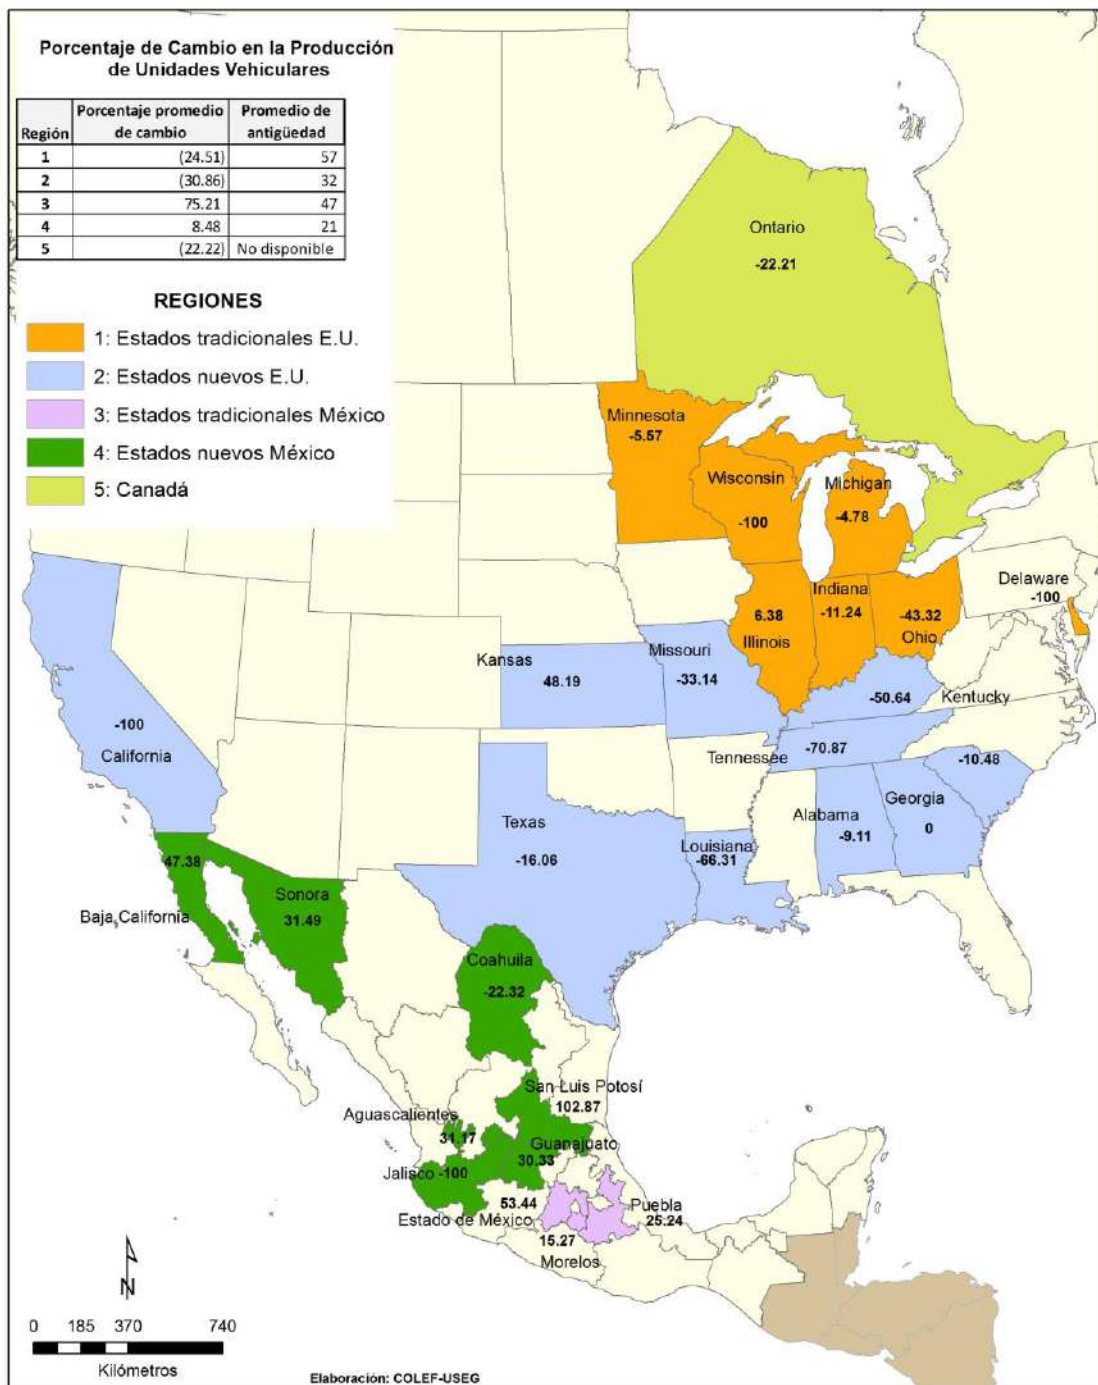 Porcentaje de Cambio en la Producción
de Unidades Vehiculares
Región Porcentaje promedio de cambio Promedio de antigüedad
1 (24.51) 57
2 (30.86) 32
3 75.21 47
4 8.48 21
5 (22.22) No disponible
REGIONES
1: Estados tradicionales E.U.
2: Estados nuevos E.U.
3: Estados tradicionales México
4: Estados nuevos México
5: Canadá
Ontario
-22.21
Minnesota
-5.57
Wisconsin
-100
Michigan
-4.78
Delaware
-100
Indiana
-11.24
6.38
Illinois
-43.32
Ohio
Kansas
48.19
Missouri
-33.14
-50.64
Kentucky
-100
California
Tennessee
-70.87
-10.48
Georgia
0
Alabama
-9.11
Texas
-16.06
Louisiana
-66.31
47.38
Baja California
Sonora
31.49
Coahuila
-22.32
San Luis Potosí
102.87
Aguascalientes
31.17
Guanajuato
30.33
Jalisco -100
53.44
Estado de México
Puebla
25.24
15.27
Morelos
N
0 185 370 740
Kilómetros
Elaboración: COLEF-USEG